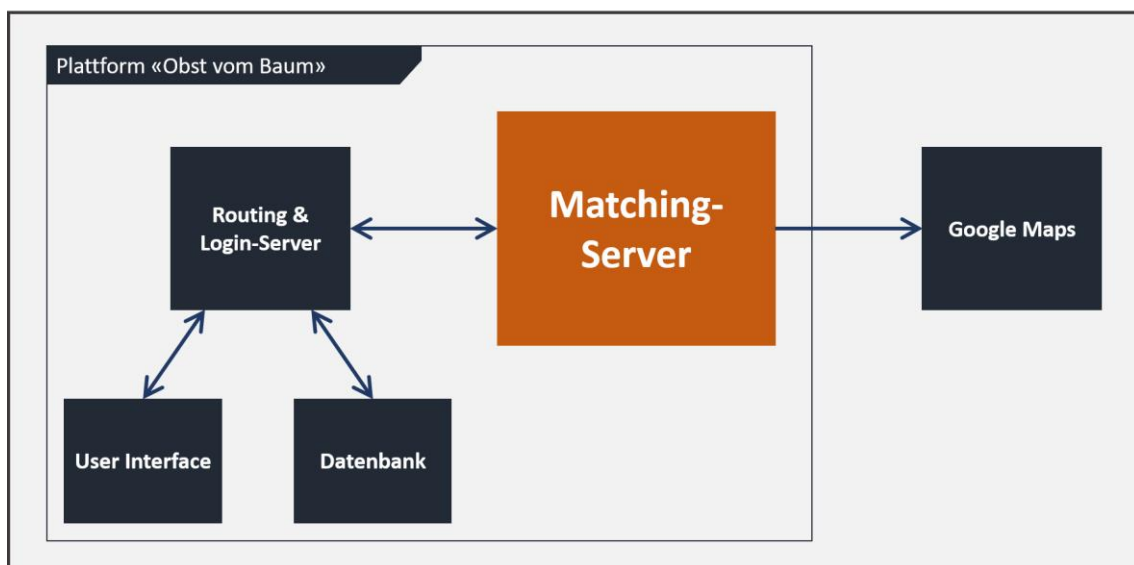 Plattform «Obst vom Baum»
Routing &
Login-Server
Matching-
Server
Google Maps
User Interface
Datenbank